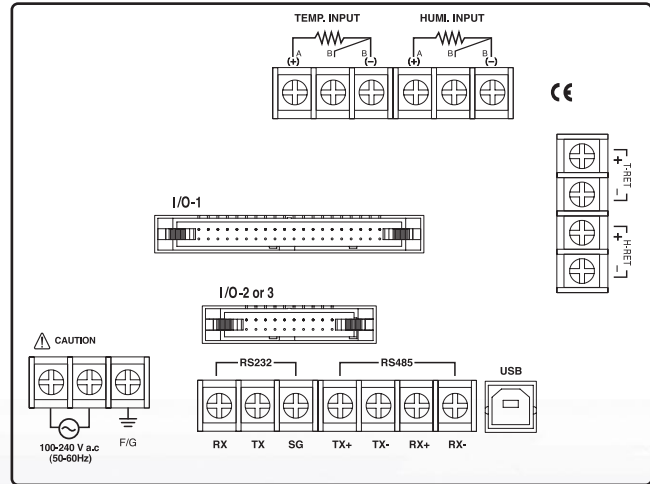 TEMP. INPUT
HUMI. INPUT
A B B
(+) (-)
A B B
(+) (-)
CE
+ T-RET -
+ H-RET -
I/O-1
I/O-2 or 3
CAUTION
RS232
RS485
USB
RX TX SG TX+ TX- RX+ RX-
F/G
100-240 V a.c
(50-60Hz)